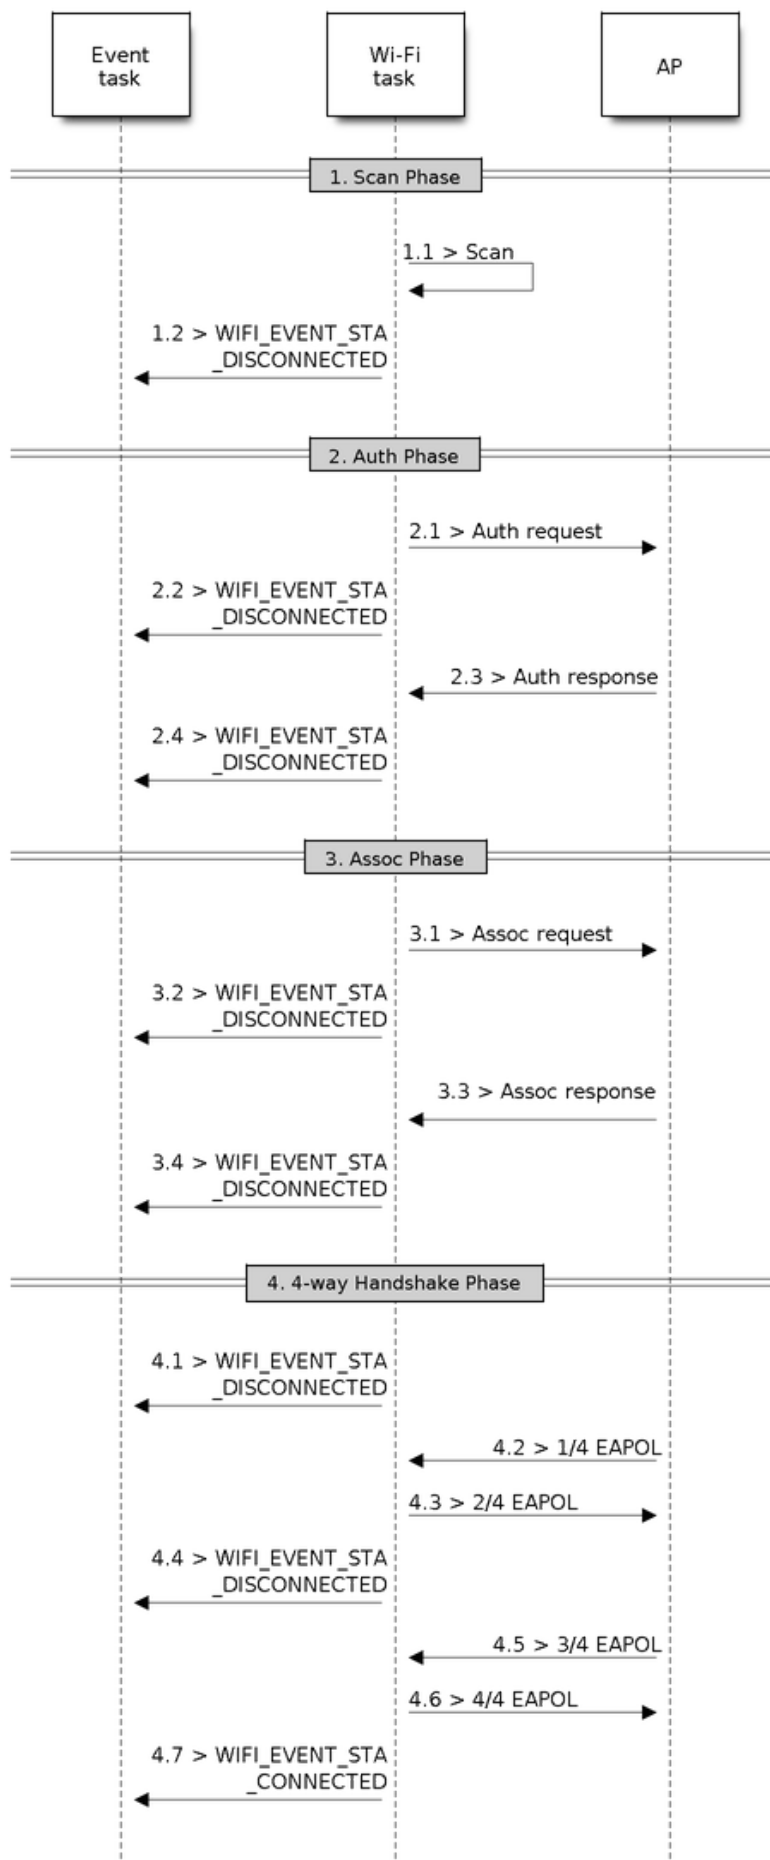 Event
task
Wi-Fi
task
AP
1. Scan Phase
1.1 > Scan
1.2 > WIFI_EVENT_STA
_DISCONNECTED
2. Auth Phase
2.1 > Auth request
2.2 > WIFI_EVENT_STA
_DISCONNECTED
2.3 > Auth response
2.4 > WIFI_EVENT_STA
_DISCONNECTED
3. Assoc Phase
3.1 > Assoc request
3.2 > WIFI_EVENT_STA
_DISCONNECTED
3.3 > Assoc response
3.4 > WIFI_EVENT_STA
_DISCONNECTED
4. 4-way Handshake Phase
4.1 > WIFI_EVENT_STA
_DISCONNECTED
4.2 > 1/4 EAPOL
4.3 > 2/4 EAPOL
4.4 > WIFI_EVENT_STA
_DISCONNECTED
4.5 > 3/4 EAPOL
4.6 > 4/4 EAPOL
4.7 > WIFI_EVENT_STA
_CONNECTED